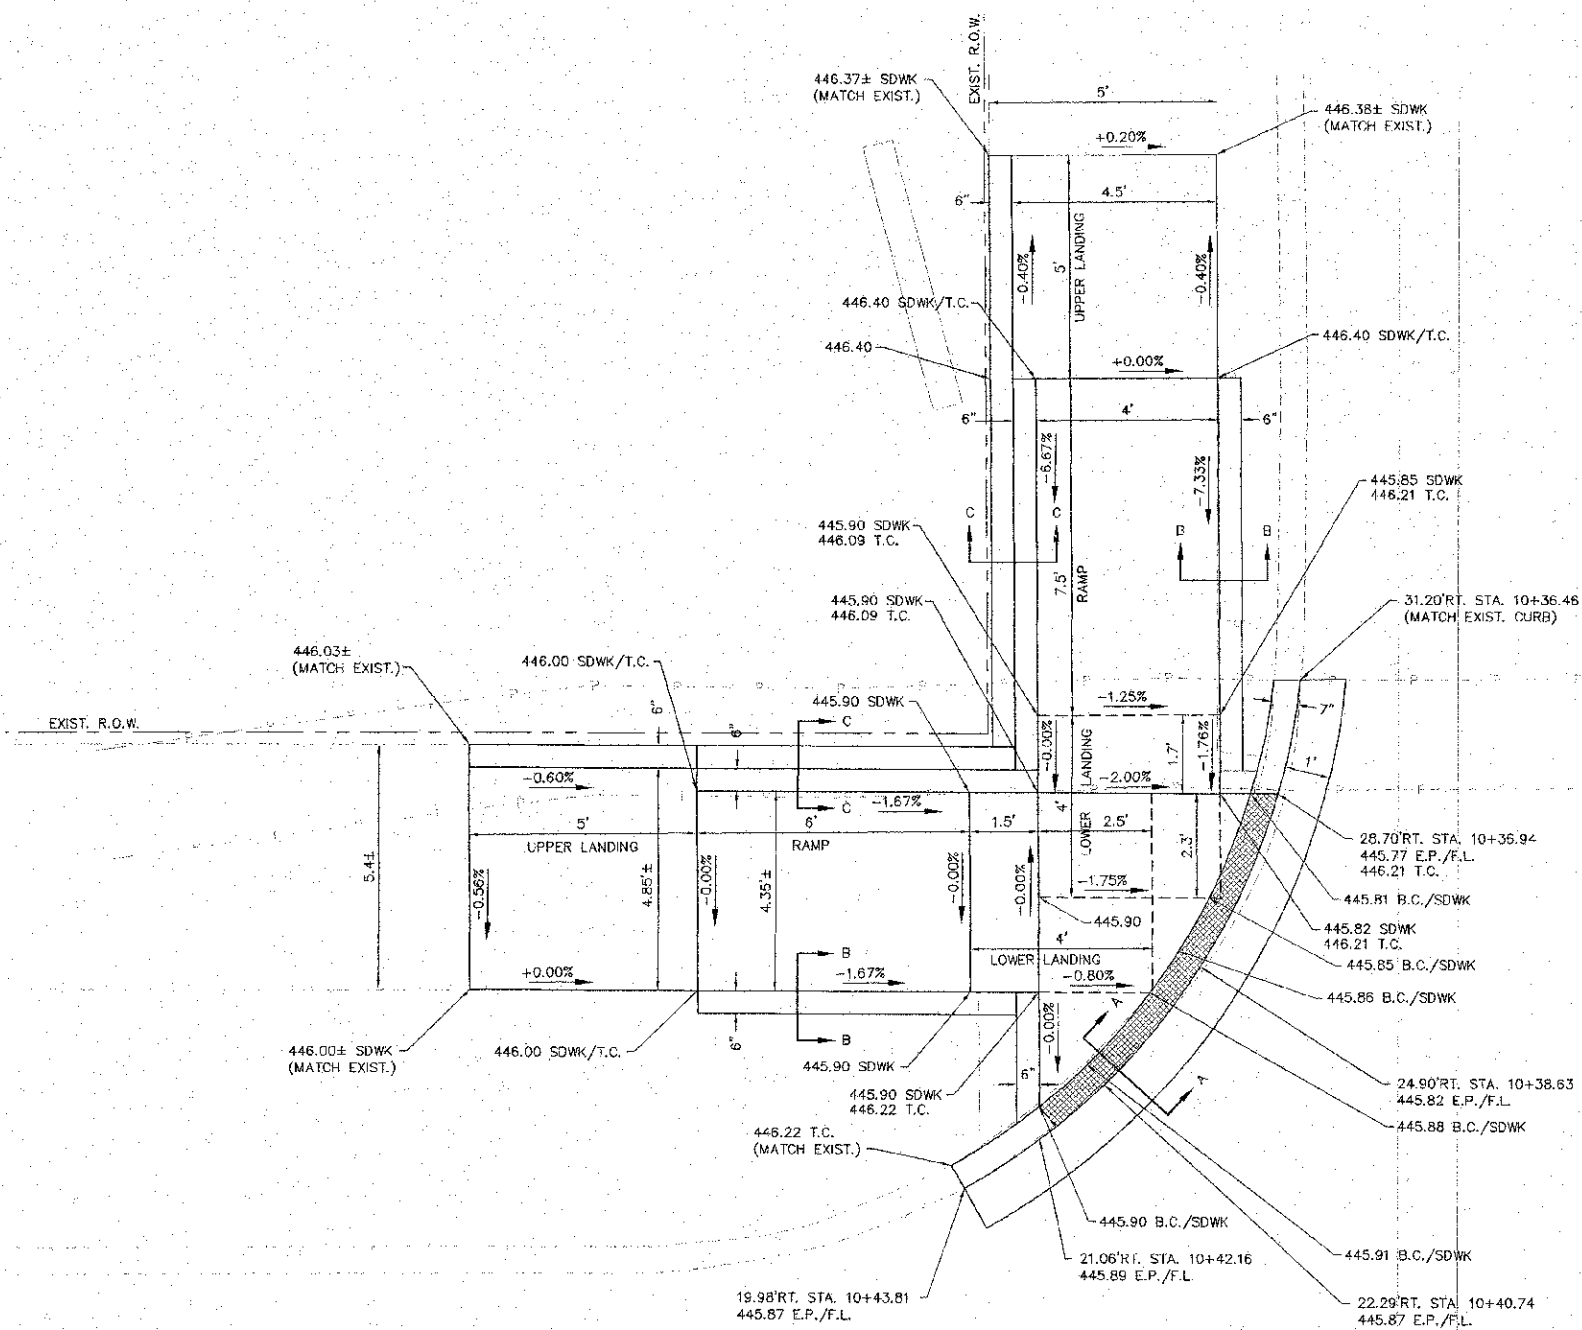 EXIST. R.O.W.
446.37± SDWK
(MATCH EXIST.)
5'
446.38± SDWK
(MATCH EXIST.)
+0.20%
6"
4.5'
-0.40%
5'
UPPER LANDING
-0.40%
446.40 SDWK/T.C.
446.40
446.40 SDWK/T.C.
+0.00%
6"
4'
6"
-6.67%
-7.33%
445.85 SDWK
446.21 T.C.
C
C
B
B
445.90 SDWK
446.09 T.C.
7.5'
RAMP
445.90 SDWK
446.09 T.C.
31.20'RT. STA. 10+36.46
(MATCH EXIST. CURB)
446.03±
(MATCH EXIST.)
446.00 SDWK/T.C.
445.90 SDWK
EXIST. R.O.W.
6"
6"
C
-1.25%
7"
-0.00%
LANDING
1.7'
-1.76%
1'
-0.60%
C
-1.67%
-2.00%
5'
UPPER LANDING
6'
RAMP
1.5'
4'
LOWER
2.5'
2.3'
28.70'RT. STA. 10+36.94
445.77 E.P./F.L.
446.21 T.C.
5.4±
-0.56%
4.85'±
-0.00%
4.35'±
-0.00%
-0.00%
-1.75%
445.81 B.C./SDWK
445.90
445.82 SDWK
446.21 T.C.
4'
LOWER LANDING
B
+0.00%
-1.67%
-0.80%
445.85 B.C./SDWK
445.86 B.C./SDWK
6"
B
-0.00%
A
446.00± SDWK
(MATCH EXIST.)
446.00 SDWK/T.C.
445.90 SDWK
6"
A
445.90 SDWK
446.22 T.C.
24.90'RT. STA. 10+38.63
445.82 E.P./F.L.
445.88 B.C./SDWK
446.22 T.C.
(MATCH EXIST.)
445.90 B.C./SDWK
21.06'RT. STA. 10+42.16
445.89 E.P./F.L.
445.91 B.C./SDWK
19.98'RT. STA. 10+43.81
445.87 E.P./F.L.
22.29'RT. STA. 10+40.74
445.87 E.P./F.L.